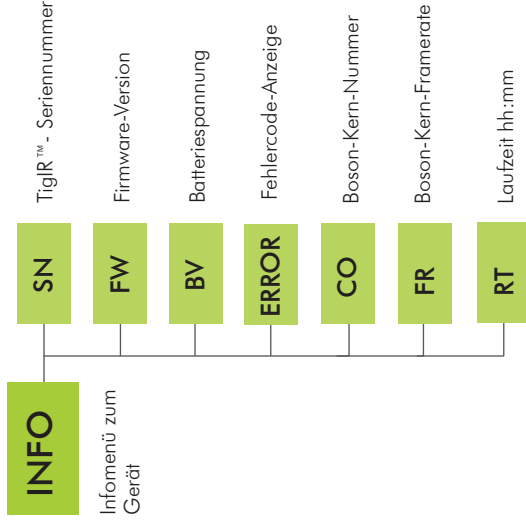 INFO
Infomenü zum
Gerät
SN
TigIR™- Seriennummer
FW
Firmware-Version
BV
Batteriespannung
ERROR
Fehlercode-Anzeige
CO
Boson-Kern-Nummer
FR
Boson-Kern-Framerate
RT
Laufzeit hh:mm